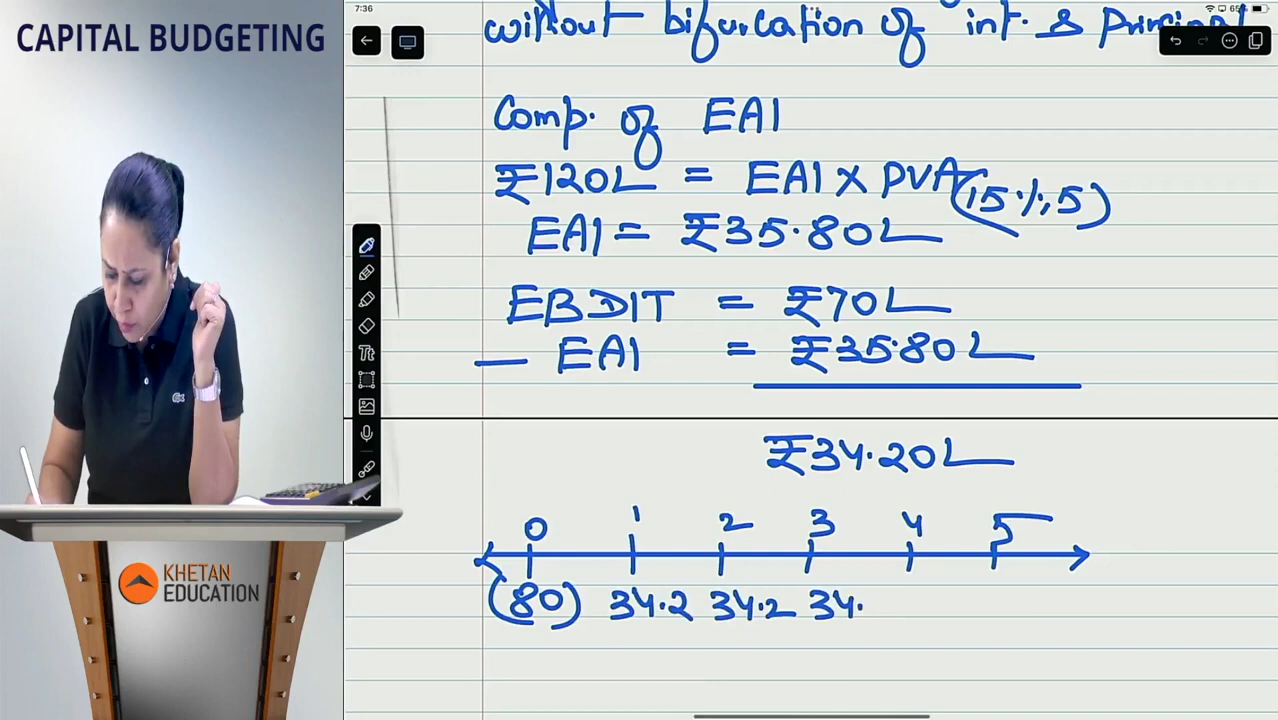 CAPITAL BUDGETING
7:36
65%
without bifurcation of int. & principal
Comp. of EAI
₹120L = EAI X PVA(15%,5)
EAI = ₹35.80L
EBDIT = ₹70L
— EAI = ₹35.80L
Tt
₹34.20L
0 1 2 3 4 5
(80) 34.2 34.2 34.
KHETAN
EDUCATION